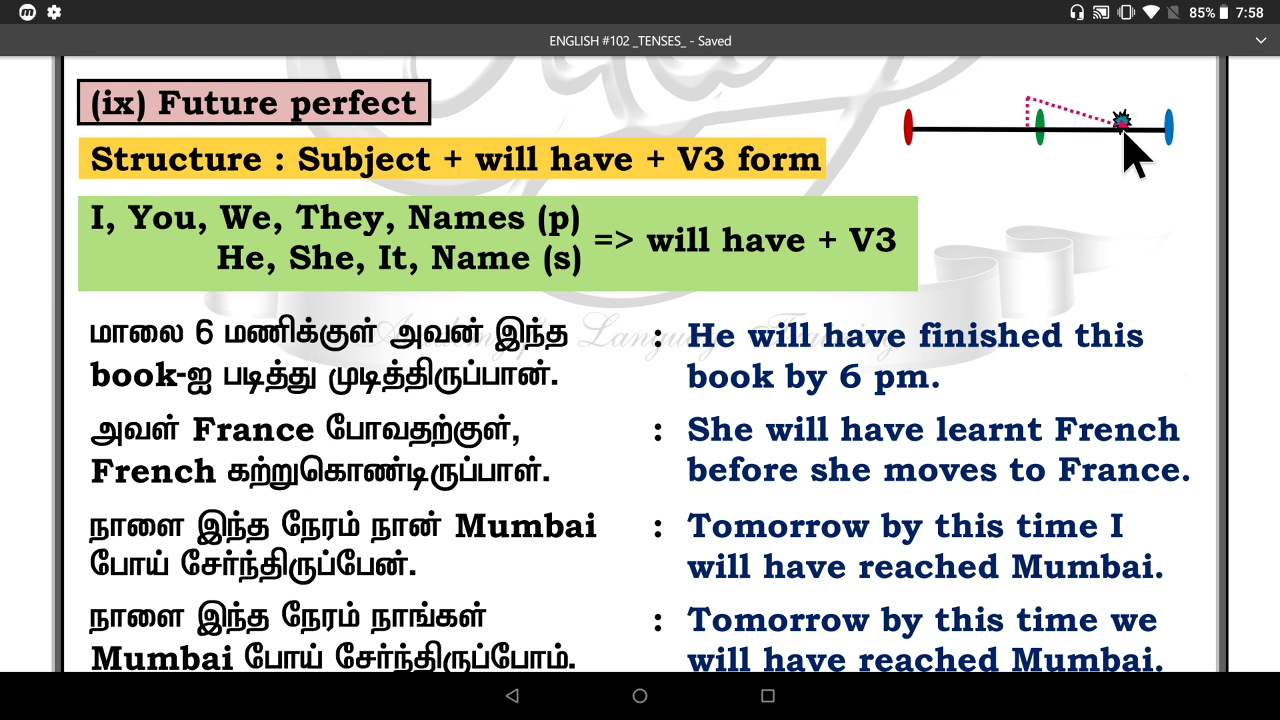 85% 7:58
ENGLISH #102 _TENSES_ - Saved
(ix) Future perfect
Structure : Subject + will have + V3 form
I, You, We, They, Names (p)
He, She, It, Name (s)
=> will have + V3
மாலை 6 மணிக்குள் அவன் இந்த
book-ஐ படித்து முடித்திருப்பான்.
: He will have finished this
book by 6 pm.
அவள் France போவதற்குள்,
French கற்றுகொண்டிருப்பாள்.
: She will have learnt French
before she moves to France.
நாளை இந்த நேரம் நான் Mumbai
போய் சேர்ந்திருப்பேன்.
: Tomorrow by this time I
will have reached Mumbai.
நாளை இந்த நேரம் நாங்கள்
Mumbai போய் சேர்ந்திருப்போம்.
: Tomorrow by this time we
will have reached Mumbai.